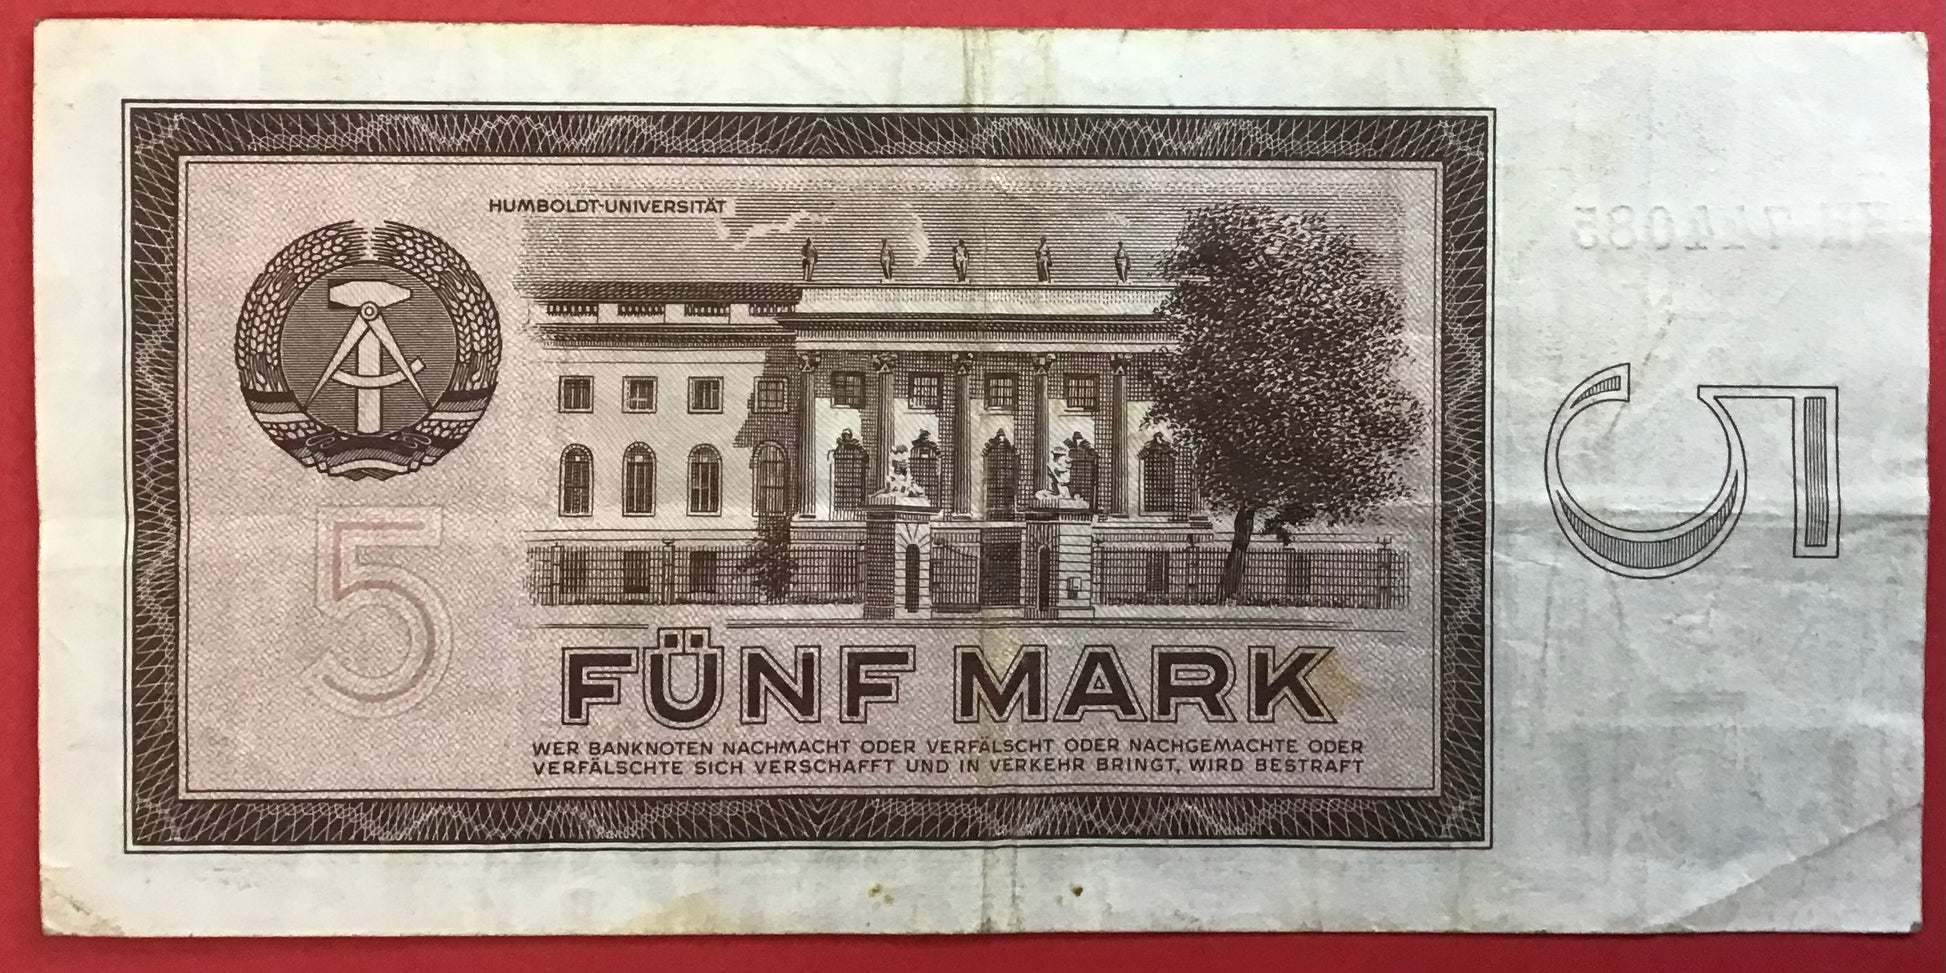 HUMBOLDT-UNIVERSITÄT
5
5
FÜNF MARK
WER BANKNOTEN NACHMACHT ODER VERFÄLSCHT ODER NACHGEMACHTE ODER
VERFÄLSCHTE SICH VERSCHAFFT UND IN VERKEHR BRINGT, WIRD BESTRAFT